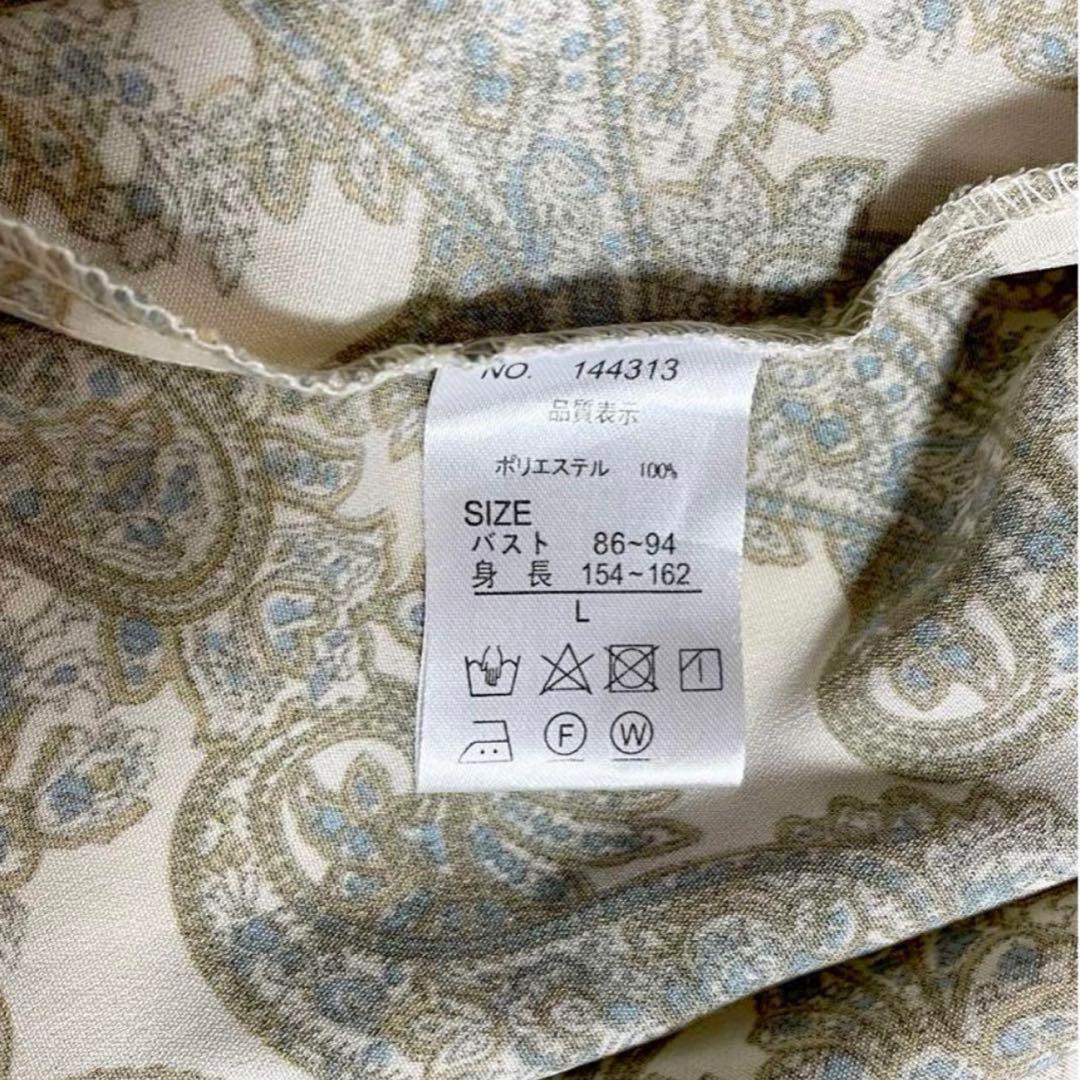 NO. 144313
品質表示
ポリエステル 100%
SIZE
バスト 86~94
身 長 154~162
L
F W